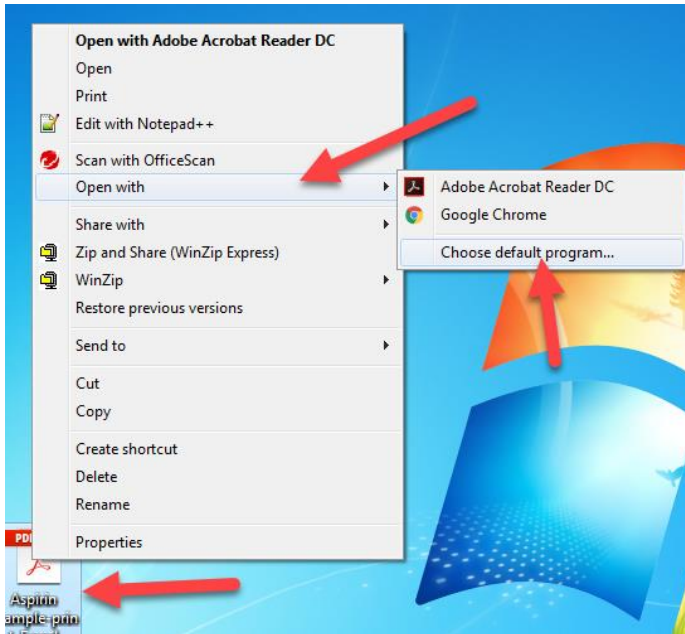 Open with Adobe Acrobat Reader DC
Open
Print
Edit with Notepad++
Scan with OfficeScan
Open with
Adobe Acrobat Reader DC
Google Chrome
Choose default program...
Share with
Zip and Share (WinZip Express)
WinZip
Restore previous versions
Send to
Cut
Copy
Create shortcut
Delete
Rename
Properties
Aspirin